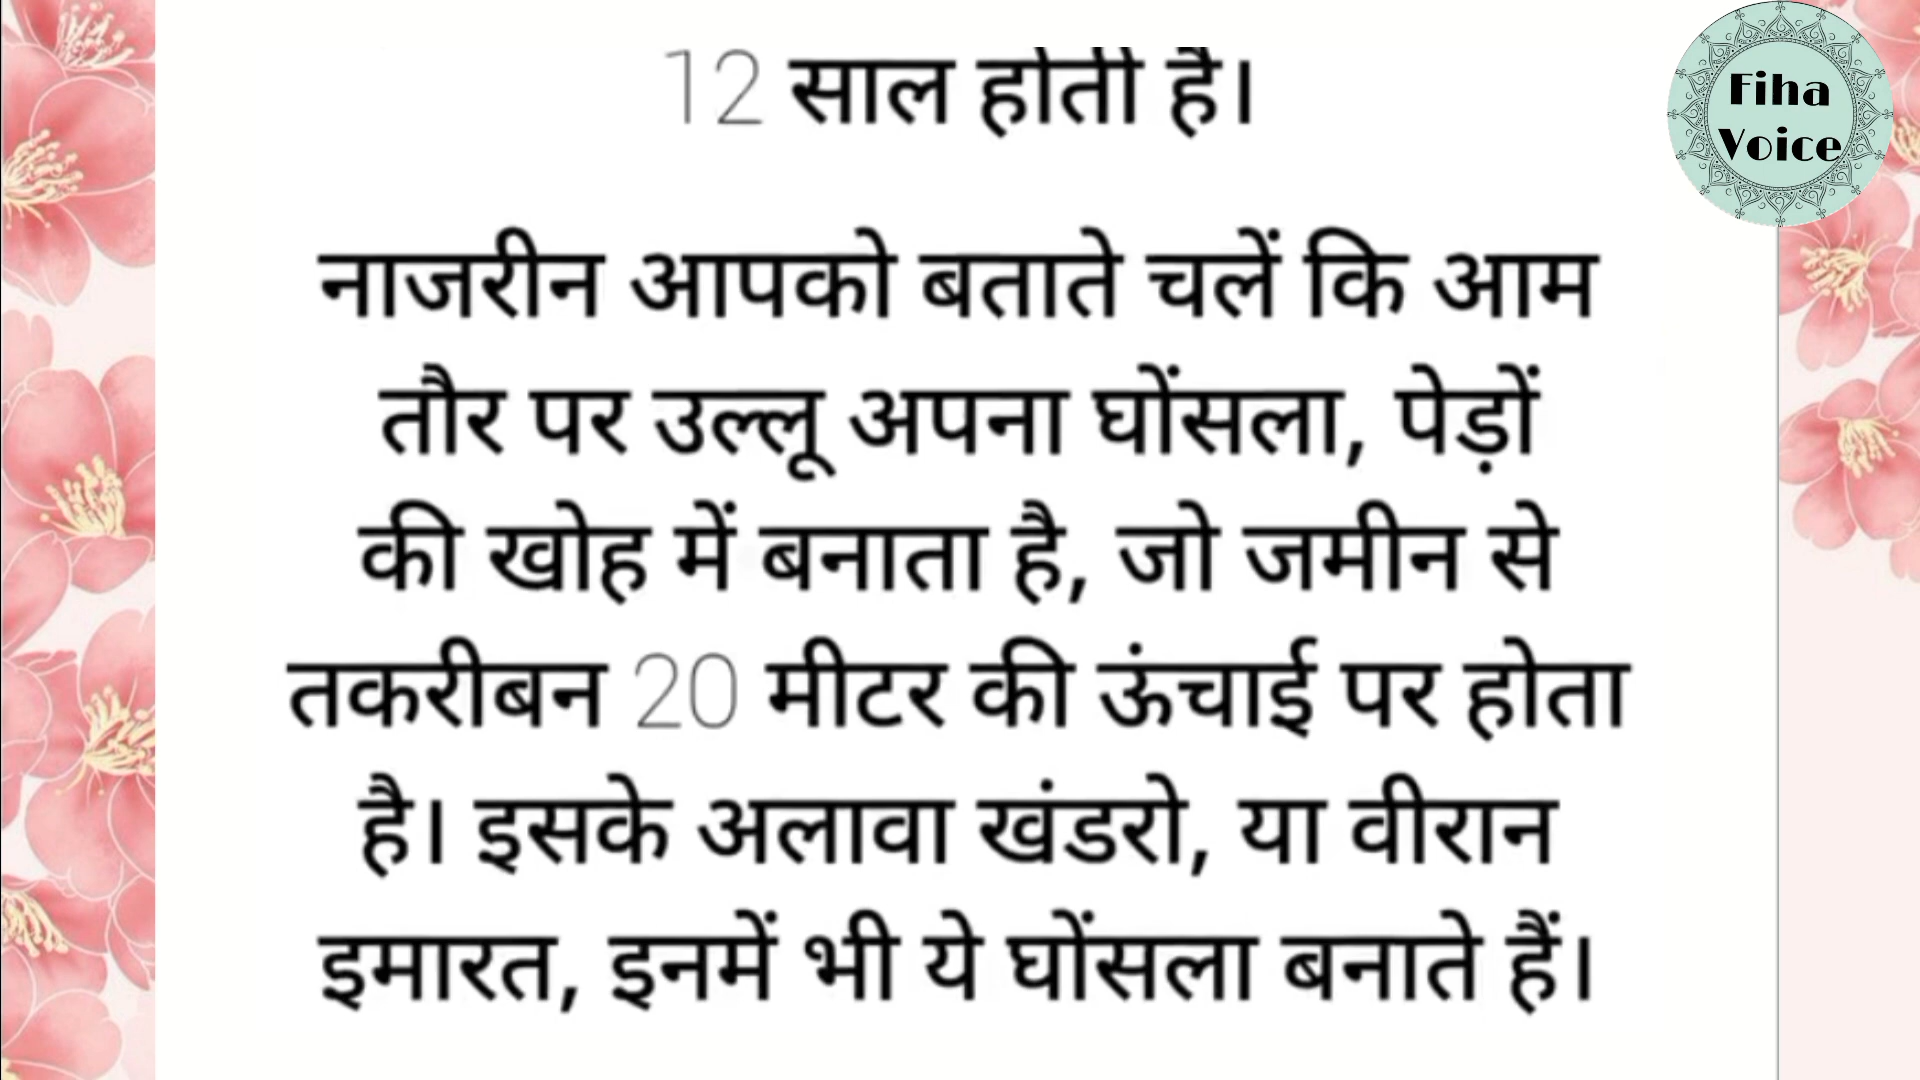 12 साल होती है।
Fiha
Voice
नाजरीन आपको बताते चलें कि आम
तौर पर उल्लू अपना घोंसला, पेड़ों
की खोह में बनाता है, जो जमीन से
तकरीबन 20 मीटर की ऊंचाई पर होता
है। इसके अलावा खंडरो, या वीरान
इमारत, इनमें भी ये घोंसला बनाते हैं।